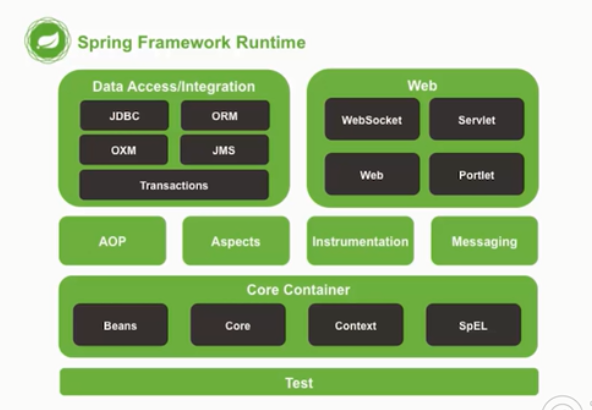 Spring Framework Runtime
Data Access/Integration
JDBC ORM
OXM JMS
Transactions
Web
WebSocket Servlet
Web Portlet
AOP Aspects Instrumentation Messaging
Core Container
Beans Core Context SpEL
Test